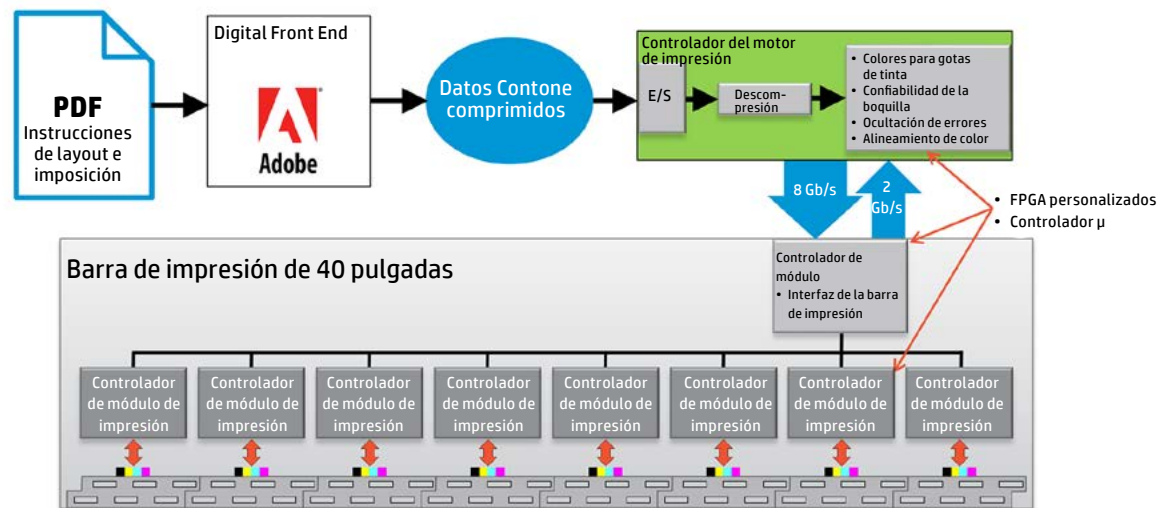 PDF
Instrucciones
de layout e
imposición
Digital Front End
Adobe
Datos Contone
comprimidos
Controlador del motor
de impresión
E/S
Descom-
presión
• Colores para gotas
de tinta
• Confiabilidad de la
boquilla
• Ocultación de errores
• Alineamiento de color
8 Gb/s
2
Gb/s
• FPGA personalizados
• Controlador µ
Barra de impresión de 40 pulgadas
Controlador de
módulo
• Interfaz de la barra
de impresión
Controlador
de módulo de
impresión
Controlador
de módulo de
impresión
Controlador
de módulo de
impresión
Controlador
de módulo de
impresión
Controlador
de módulo de
impresión
Controlador
de módulo de
impresión
Controlador
de módulo de
impresión
Controlador
de módulo de
impresión